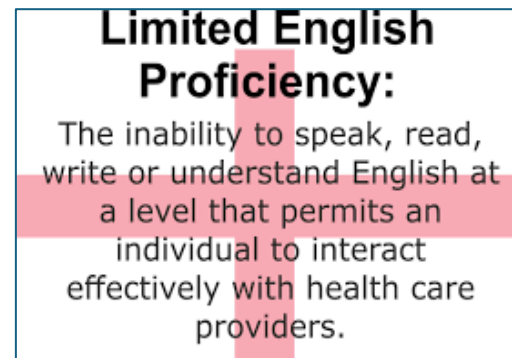 Limited English
Proficiency:
The inability to speak, read,
write or understand English at
a level that permits an
individual to interact
effectively with health care
providers.